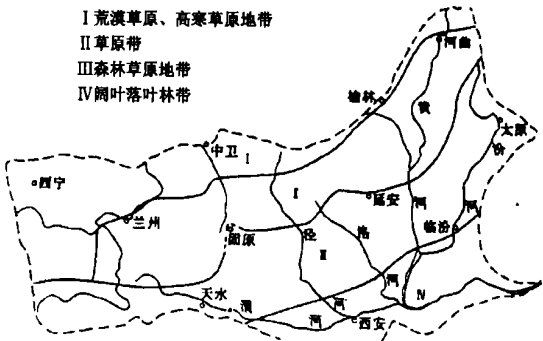 Ⅰ荒漠草原、高寒草原地带
Ⅱ草原带
Ⅲ森林草原地带
Ⅳ阔叶落叶林带
河曲
榆林
黄
太原
汾
中卫
Ⅰ
西宁
Ⅰ
延安
河
河
兰州
临汾
固原
泾
洛
Ⅱ
天水
渭
河
河
河
Ⅳ
西安